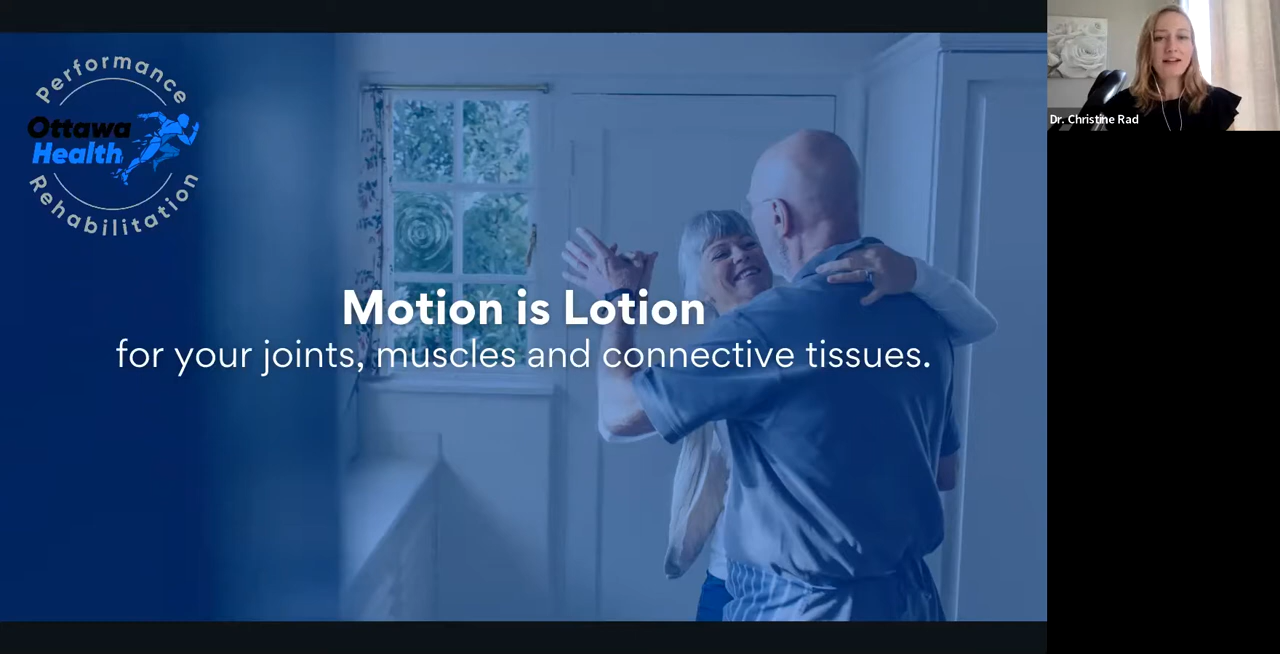 Performance
Ottawa
Health
Rehabilitation
Motion is Lotion
for your joints, muscles and connective tissues.
Dr. Christine Rad